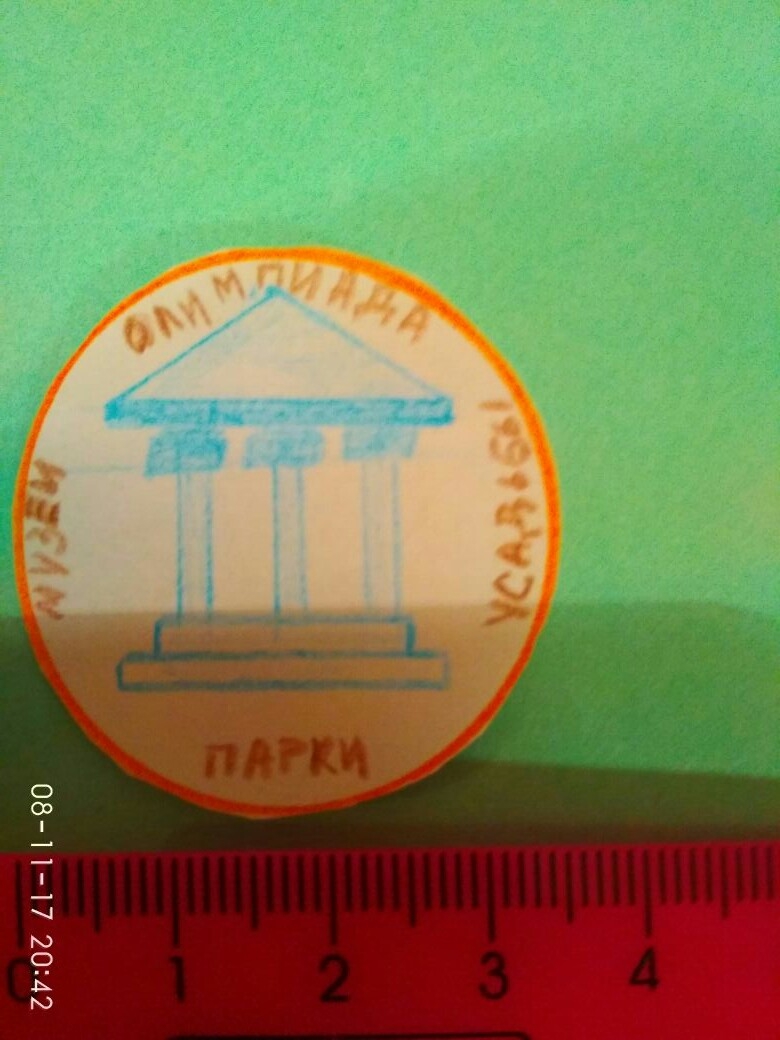 ОЛИМПИАДА
МУЗЕИ
УСАДЬБЫ
ПАРКИ
08-11-17 20:42
0 1 2 3 4